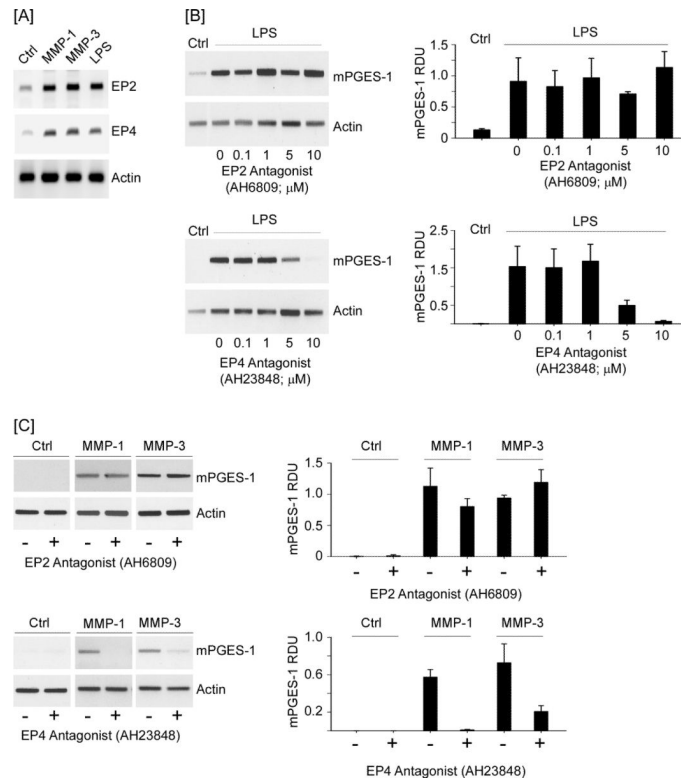 [A]
Ctrl MMP-1 MMP-3 LPS
EP2
EP4
Actin
[B]
LPS
Ctrl
mPGES-1
Actin
0 0.1 1 5 10
EP2 Antagonist
(AH6809; μM)
Ctrl LPS
mPGES-1 RDU
1.5
1.0
0.5
0
0 0.1 1 5 10
EP2 Antagonist
(AH6809; μM)
LPS
Ctrl
mPGES-1
Actin
0 0.1 1 5 10
EP4 Antagonist
(AH23848; μM)
Ctrl LPS
mPGES-1 RDU
2.5
1.5
1.0
0.5
0
0 0.1 1 5 10
EP4 Antagonist
(AH23848; μM)
[C]
Ctrl MMP-1 MMP-3
mPGES-1
Actin
- + - + - +
EP2 Antagonist (AH6809)
Ctrl MMP-1 MMP-3
mPGES-1 RDU
1.5
1.0
0.5
0
- + - + - +
EP2 Antagonist (AH6809)
Ctrl MMP-1 MMP-3
mPGES-1
Actin
- + - + - +
EP4 Antagonist (AH23848)
Ctrl MMP-1 MMP-3
mPGES-1 RDU
1.0
0.6
0.2
- + - + - +
EP4 Antagonist (AH23848)